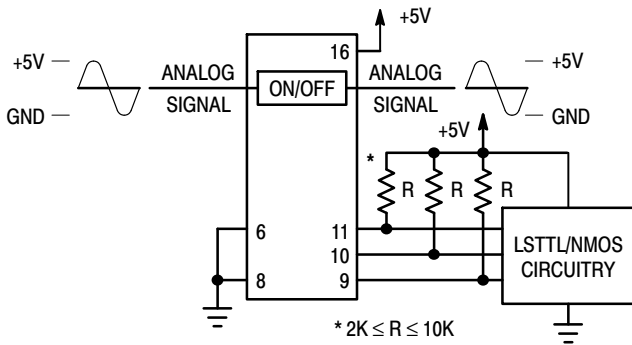 +5V
16
+5V
ANALOG
SIGNAL
ON/OFF
ANALOG
SIGNAL
+5V
GND
GND
+5V
*
R
R
R
6
11
10
8
9
LSTTL/NMOS
CIRCUITRY
* 2K ≤ R ≤ 10K